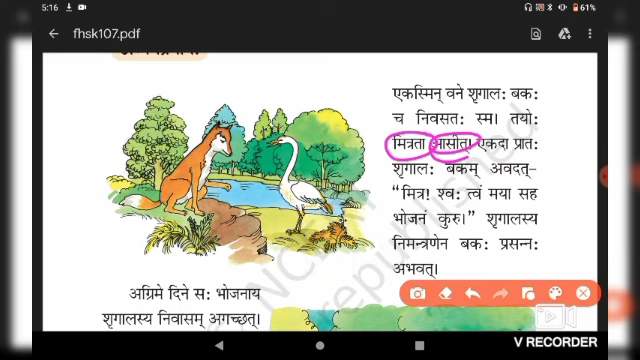 5:16
61%
fhsk107.pdf
एकस्मिन् वने शृगालः बकः
च निवसतः स्म। तयोः
मित्रता आसीत्। एकदा प्रातः
शृगालः बकम् अवदत्-
“मित्र! श्वः त्वं मया सह
भोजनं कुरु।” शृगालस्य
निमन्त्रणेन बकः प्रसन्नः
अभवत्।
अग्रिमे दिने सः भोजनाय
शृगालस्य निवासम् अगच्छत्।
V RECORDER